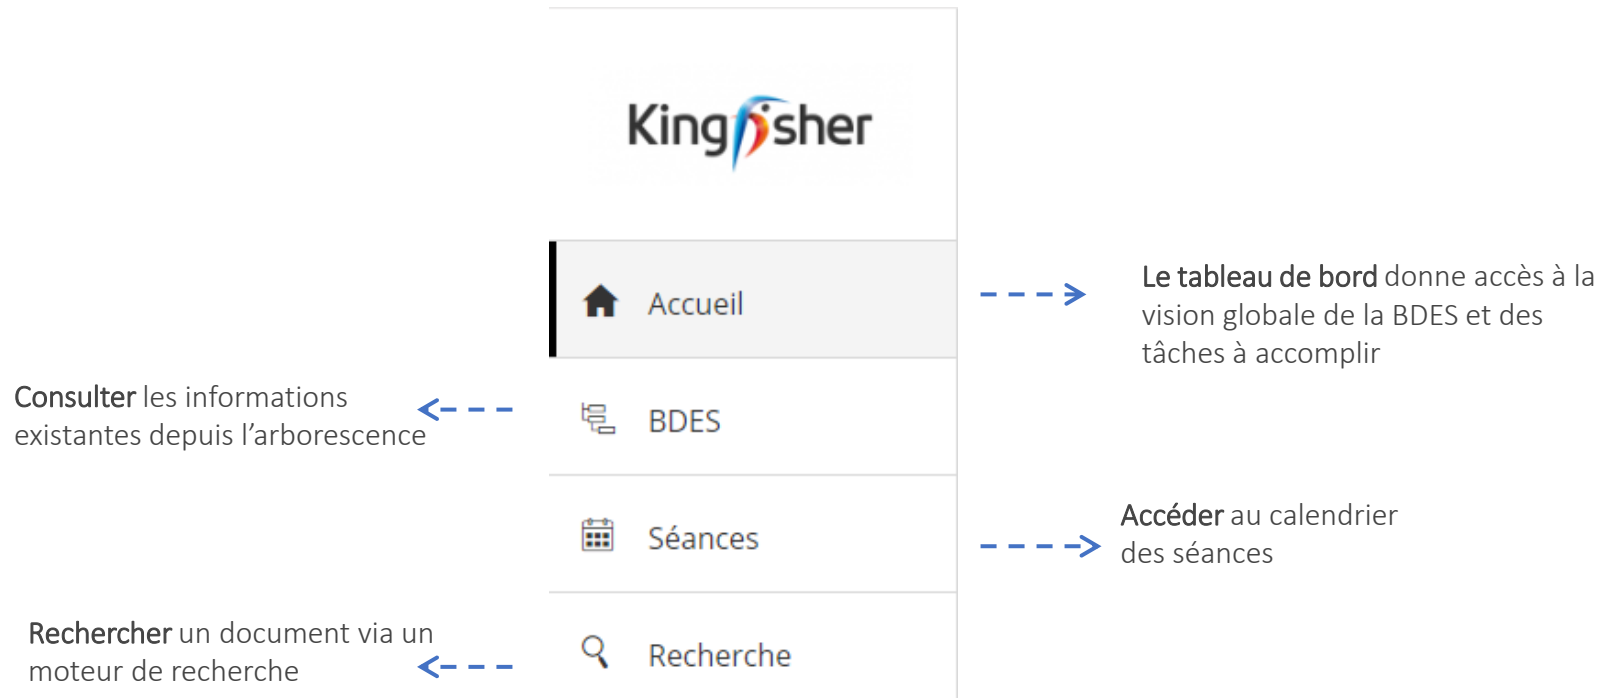 Kingfisher
Accueil
Le tableau de bord donne accès à la
vision globale de la BDES et des
tâches à accomplir
Consulter les informations
existantes depuis l’arborescence
BDES
Séances
Accéder au calendrier
des séances
Rechercher un document via un
moteur de recherche
Recherche